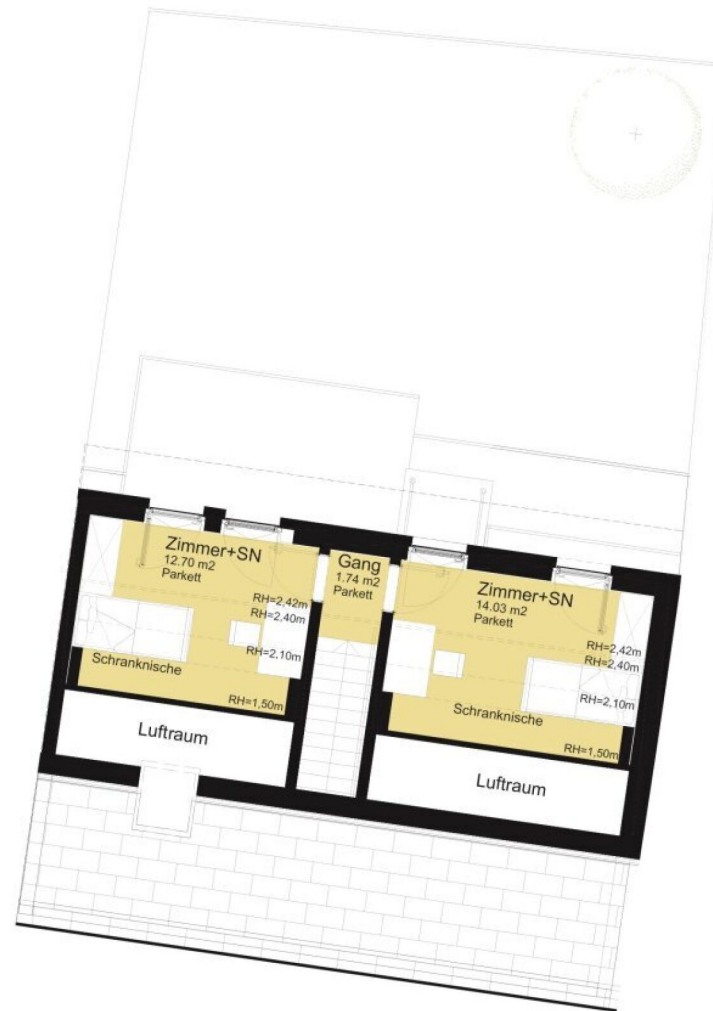 Zimmer+SN
12.70 m2
Parkett
RH=2,42m
RH=2,40m
RH=2,10m
Schranknische
RH=1,50m
Luftraum
Gang
1.74 m2
Parkett
Zimmer+SN
14.03 m2
Parkett
RH=2,42m
RH=2,40m
RH=2,10m
Schranknische
RH=1,50m
Luftraum